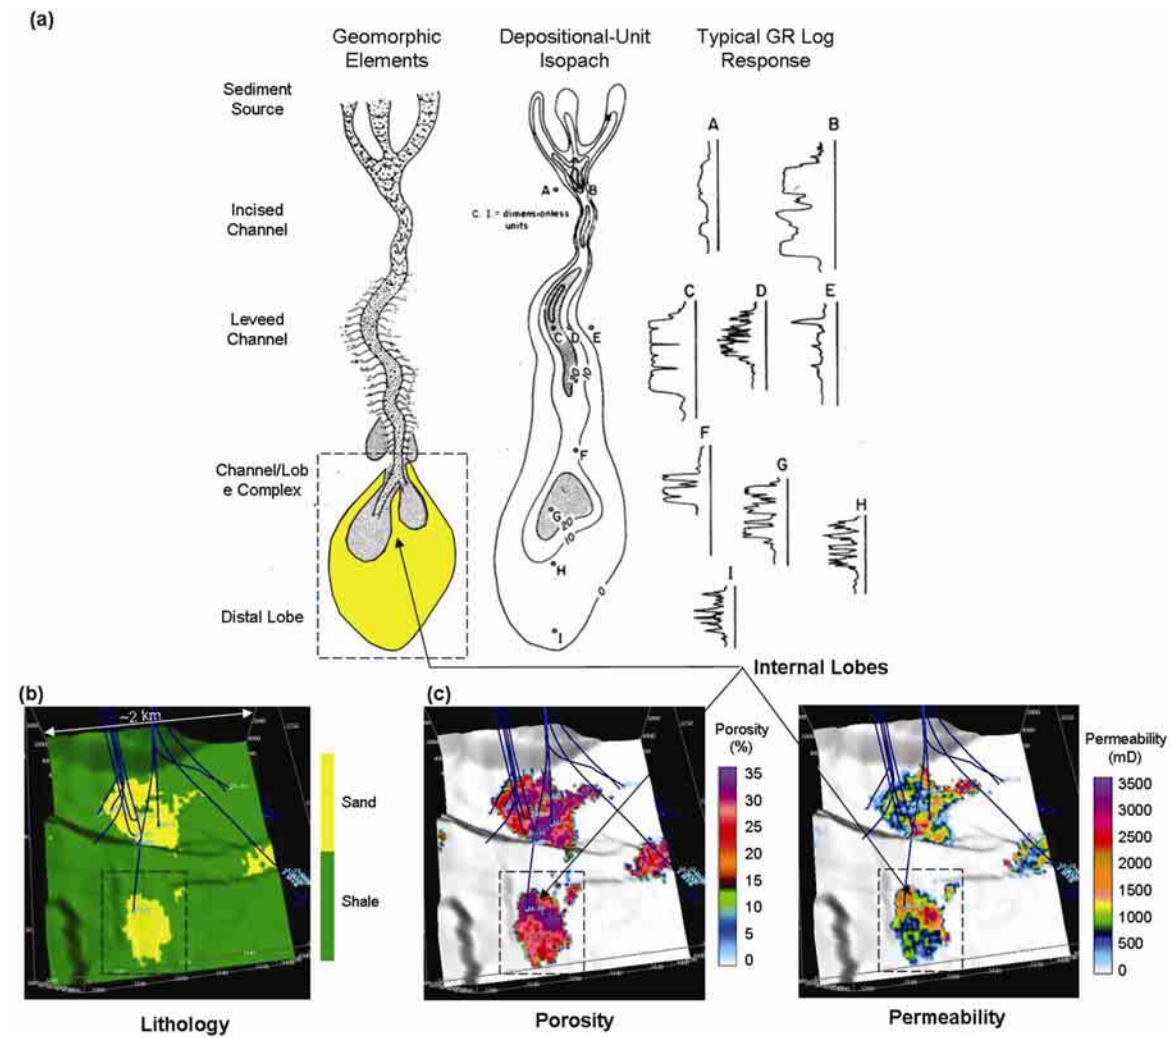 (a)
Geomorphic
Elements
Depositional-Unit
Isopach
Typical GR Log
Response
Sediment
Source
Incised
Channel
Leveed
Channel
Channel/Lob
e Complex
Distal Lobe
A
B
C. I. = dimensionless
units
C
D
E
20
10
F
G
20
10
H
0
I
A
B
C
D
E
F
G
H
I
Internal Lobes
(b)
~2 km
Sand
Shale
Lithology
(c)
Porosity
(%)
35
30
25
20
15
10
5
0
Porosity
Permeability
(mD)
3500
3000
2500
2000
1500
1000
500
0
Permeability